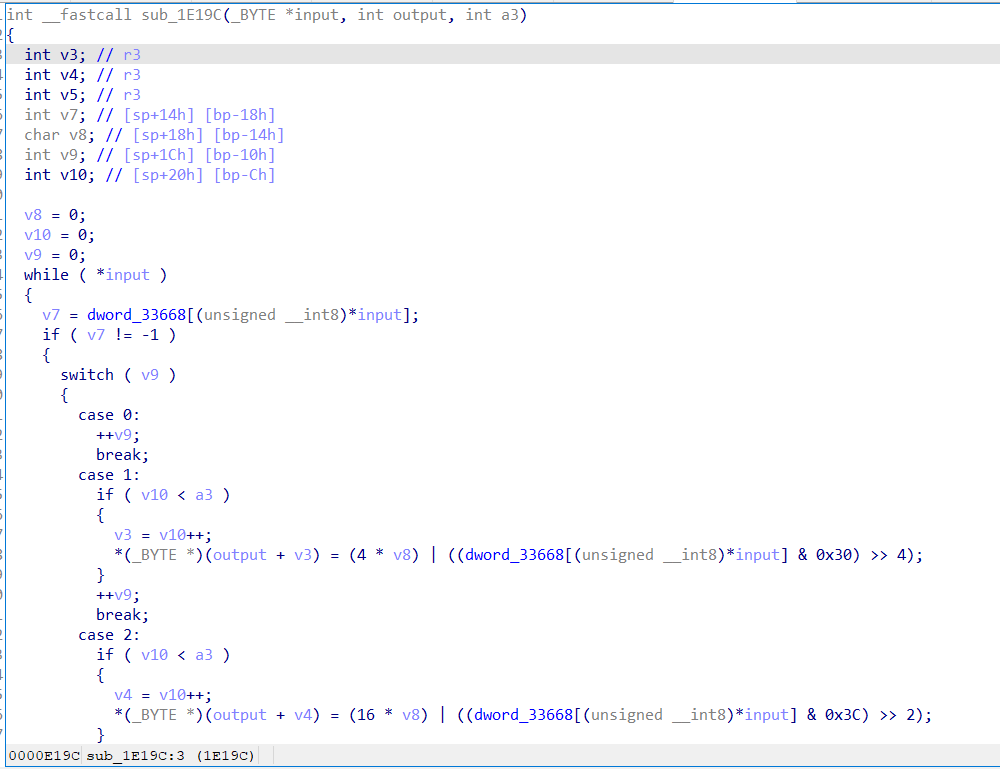 int __fastcall sub_1E19C(_BYTE *input, int output, int a3)
{
  int v3; // r3
  int v4; // r3
  int v5; // r3
  int v7; // [sp+14h] [bp-18h]
  char v8; // [sp+18h] [bp-14h]
  int v9; // [sp+1Ch] [bp-10h]
  int v10; // [sp+20h] [bp-Ch]

  v8 = 0;
  v10 = 0;
  v9 = 0;
  while ( *input )
  {
    v7 = dword_33668[(unsigned __int8)*input];
    if ( v7 != -1 )
    {
      switch ( v9 )
      {
        case 0:
          ++v9;
          break;
        case 1:
          if ( v10 < a3 )
          {
            v3 = v10++;
            *(_BYTE *)(output + v3) = (4 * v8) | ((dword_33668[(unsigned __int8)*input] & 0x30) >> 4);
          }
          ++v9;
          break;
        case 2:
          if ( v10 < a3 )
          {
            v4 = v10++;
            *(_BYTE *)(output + v4) = (16 * v8) | ((dword_33668[(unsigned __int8)*input] & 0x3C) >> 2);
          }
0000E19C sub_1E19C:3 (1E19C)